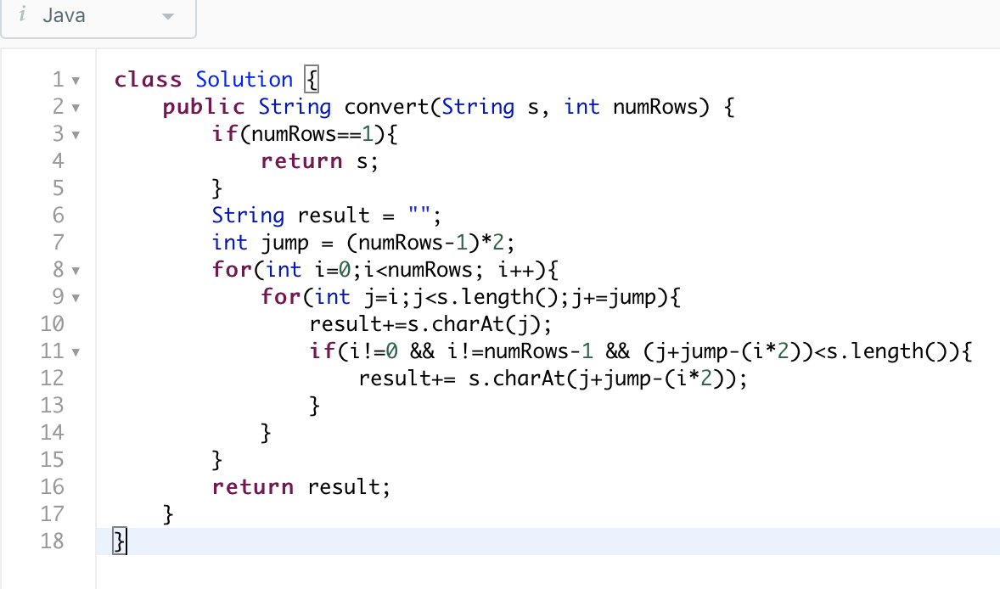 i Java
1 class Solution {
2 public String convert(String s, int numRows) {
3 if(numRows==1){
4 return s;
5 }
6 String result = "";
7 int jump = (numRows-1)*2;
8 for(int i=0;i<numRows; i++){
9 for(int j=i;j<s.length();j+=jump){
10 result+=s.charAt(j);
11 if(i!=0 && i!=numRows-1 && (j+jump-(i*2))<s.length()){
12 result+= s.charAt(j+jump-(i*2));
13 }
14 }
15 }
16 return result;
17 }
18 }